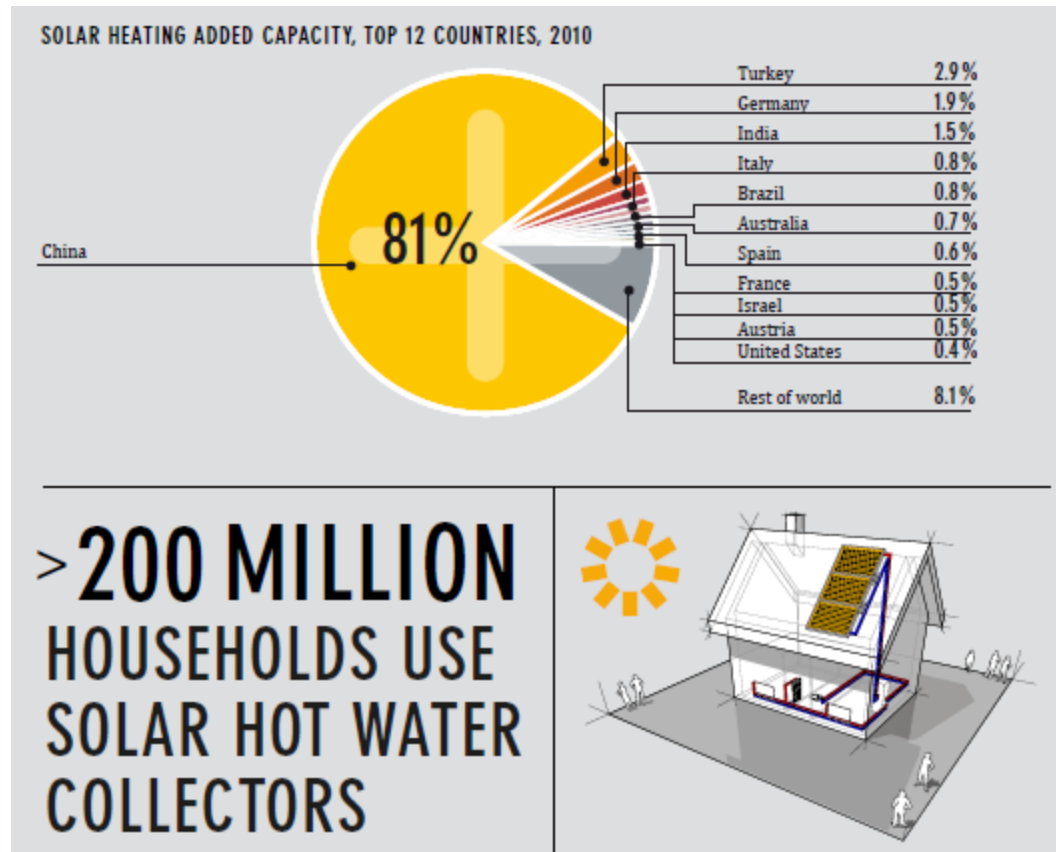 SOLAR HEATING ADDED CAPACITY, TOP 12 COUNTRIES, 2010
Turkey 2.9%
Germany 1.9%
India 1.5%
Italy 0.8%
Brazil 0.8%
Australia 0.7%
Spain 0.6%
France 0.5%
Israel 0.5%
Austria 0.5%
United States 0.4%
Rest of world 8.1%
China
81%
>200 MILLION
HOUSEHOLDS USE
SOLAR HOT WATER
COLLECTORS